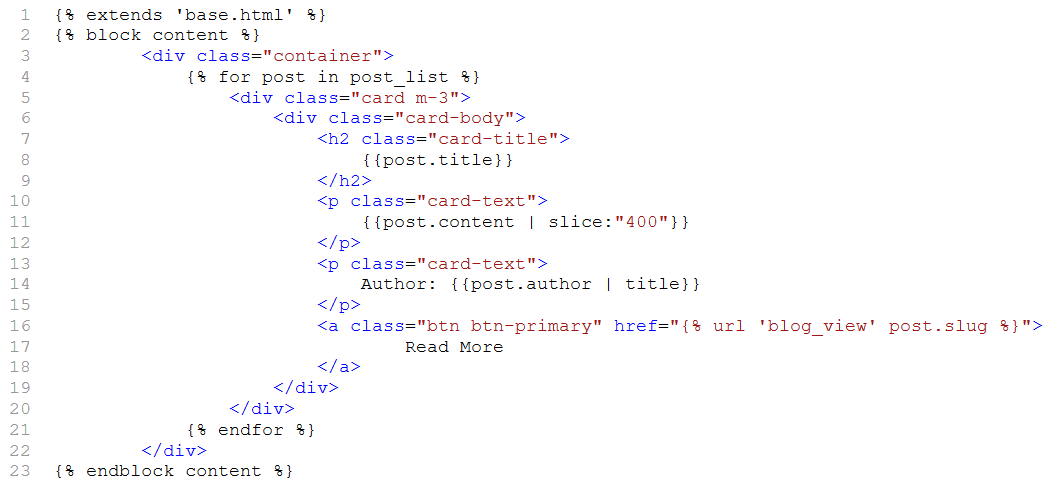 1 {% extends 'base.html' %}
2 {% block content %}
3 <div class="container">
4 {% for post in post_list %}
5 <div class="card m-3">
6 <div class="card-body">
7 <h2 class="card-title">
8 {{post.title}}
9 </h2>
10 <p class="card-text">
11 {{post.content | slice:"400"}}
12 </p>
13 <p class="card-text">
14 Author: {{post.author | title}}
15 </p>
16 <a class="btn btn-primary" href="{% url 'blog_view' post.slug %}">
17 Read More
18 </a>
19 </div>
20 </div>
21 {% endfor %}
22 </div>
23 {% endblock content %}